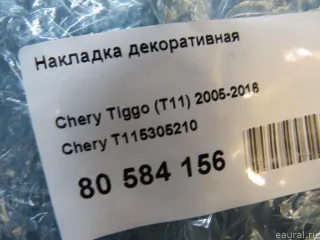 Накладка декоративная
Chery Tiggo (T11) 2005-2016
Chery T115305210
80 584 156
eaural.ru